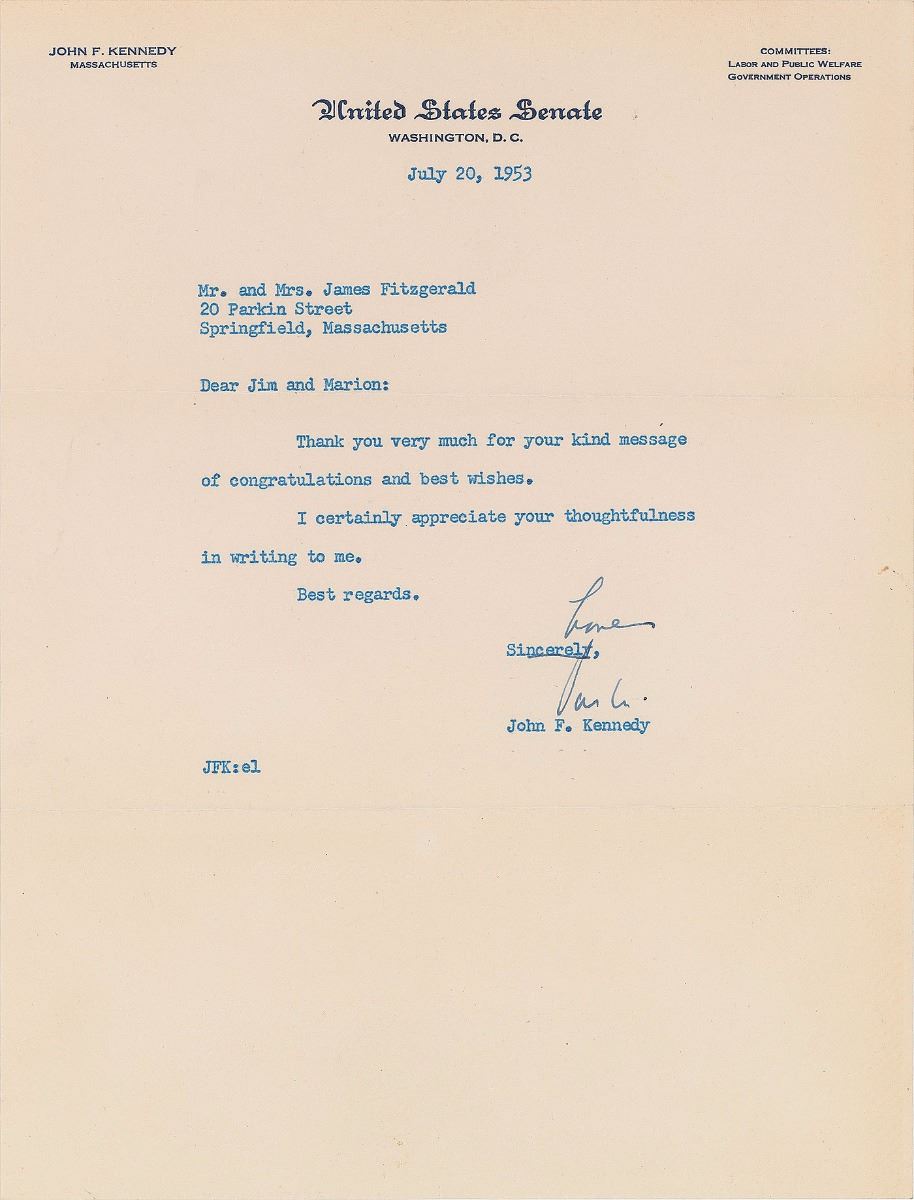 JOHN F. KENNEDY
MASSACHUSETTS
COMMITTEES:
LABOR AND PUBLIC WELFARE
GOVERNMENT OPERATIONS
United States Senate
WASHINGTON, D. C.
July 20, 1953
Mr. and Mrs. James Fitzgerald
20 Parkin Street
Springfield, Massachusetts
Dear Jim and Marion:
Thank you very much for your kind message
of congratulations and best wishes.
I certainly appreciate your thoughtfulness
in writing to me.
Best regards.
Sincerely,
John F. Kennedy
JFK:el